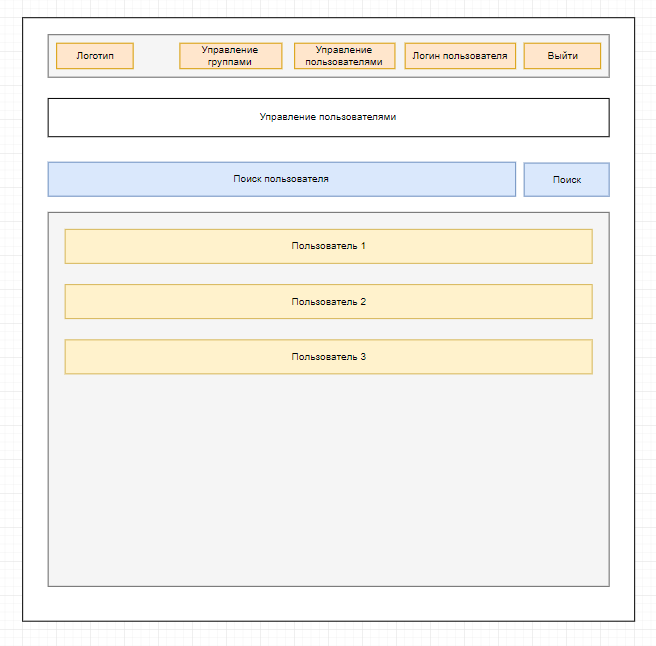 Логотип
Управление
группами
Управление
пользователями
Логин пользователя
Выйти
Управление пользователями
Поиск пользователя
Поиск
Пользователь 1
Пользователь 2
Пользователь 3